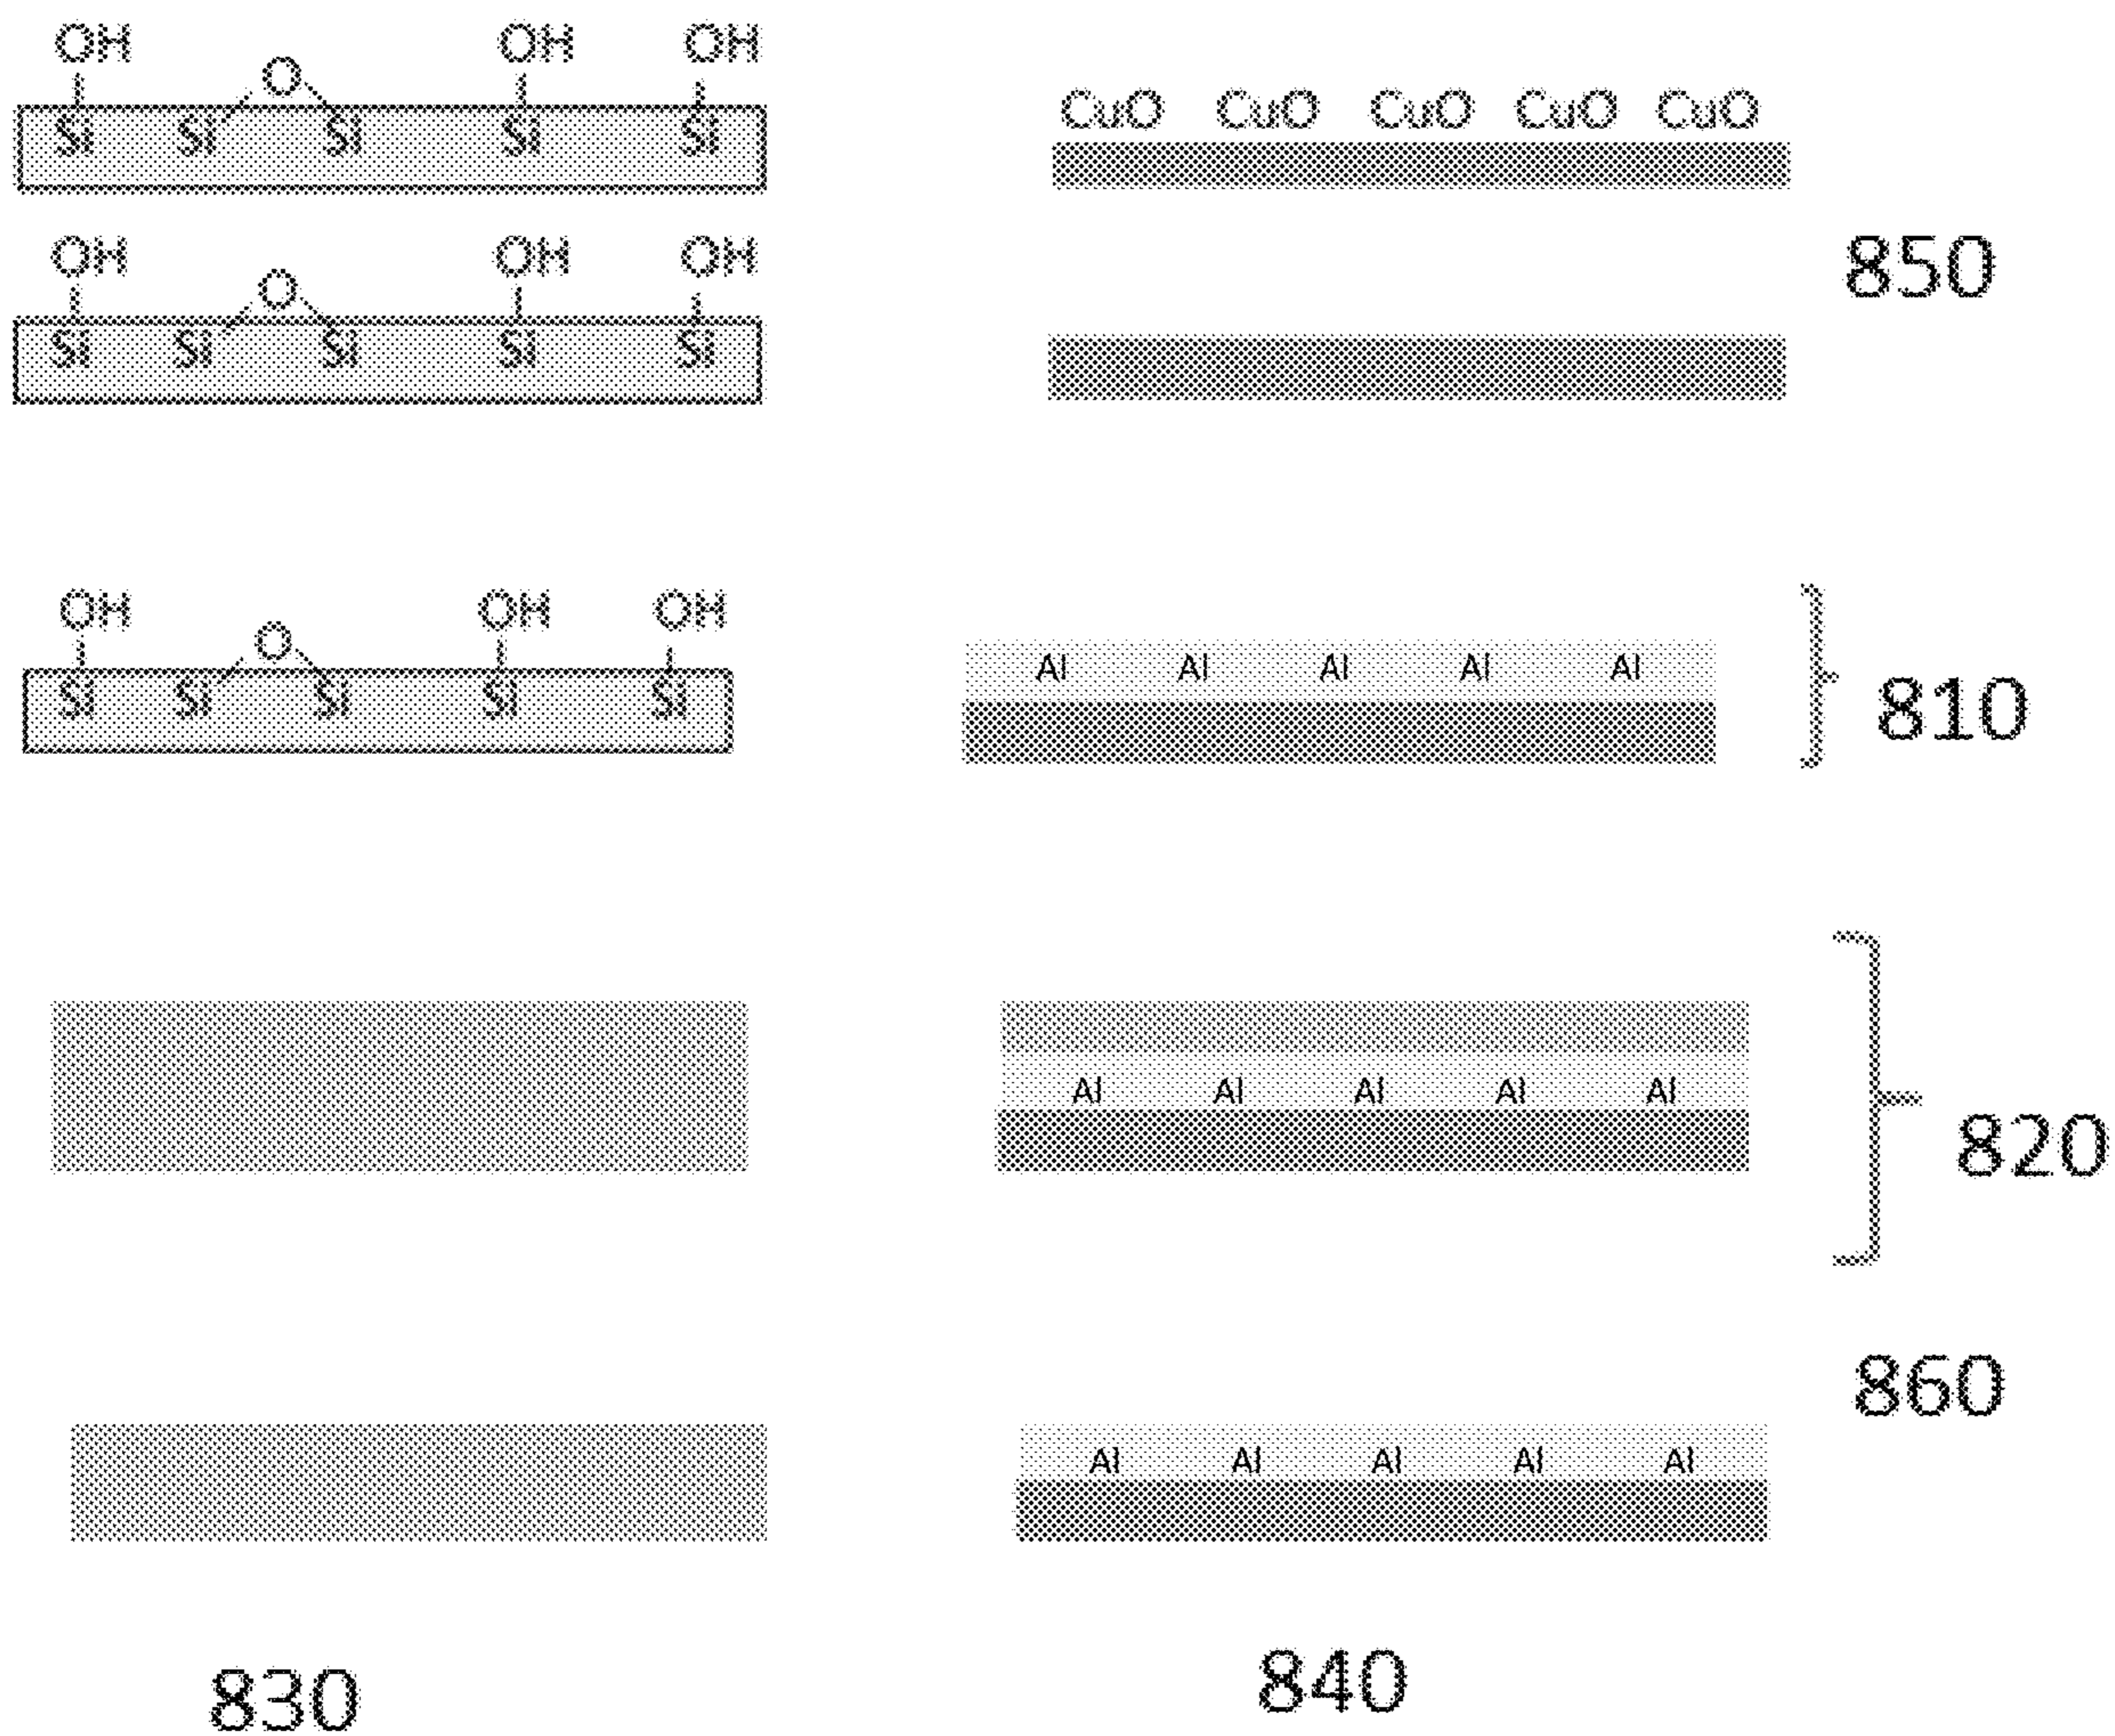 OH OH OH
O
Si Si Si Si Si
CuO CuO CuO CuO CuO
850
OH OH OH
O
Si Si Si Si Si
OH OH OH
O
Si Si Si Si Si
Al Al Al Al Al
810
Al Al Al Al Al
820
860
Al Al Al Al Al
830
840